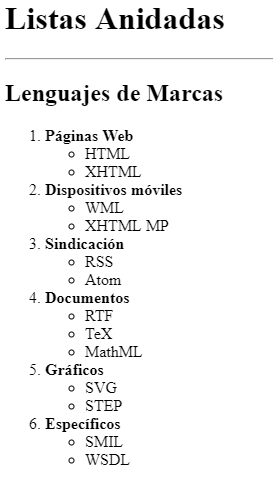 Listas Anidadas
Lenguajes de Marcas
1. Páginas Web
○ HTML
○ XHTML
2. Dispositivos móviles
○ WML
○ XHTML MP
3. Sindicación
○ RSS
○ Atom
4. Documentos
○ RTF
○ TeX
○ MathML
5. Gráficos
○ SVG
○ STEP
6. Específicos
○ SMIL
○ WSDL